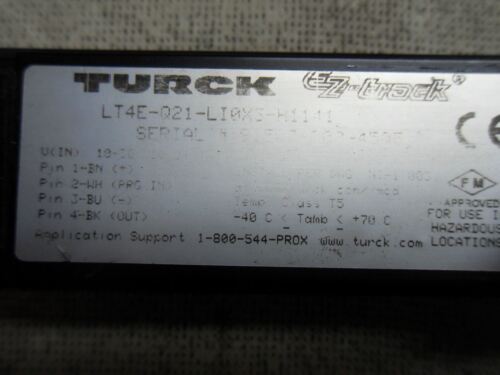 TURCK EZ-track®
LT4E-Q21-LI0X3-H1141
SERIAL
CE
V(IN) 10-30
Pin 1-BN (+)
Pin 2-WH (PRG IN)
Pin 3-BU (-) Temp Class T5
Pin 4-BK (OUT) -40 C < Tamb < +70 C
Application Support 1-800-544-PROX www.turck.com
FM
APPROVED
FOR USE I
HAZARDOUS
LOCATIONS